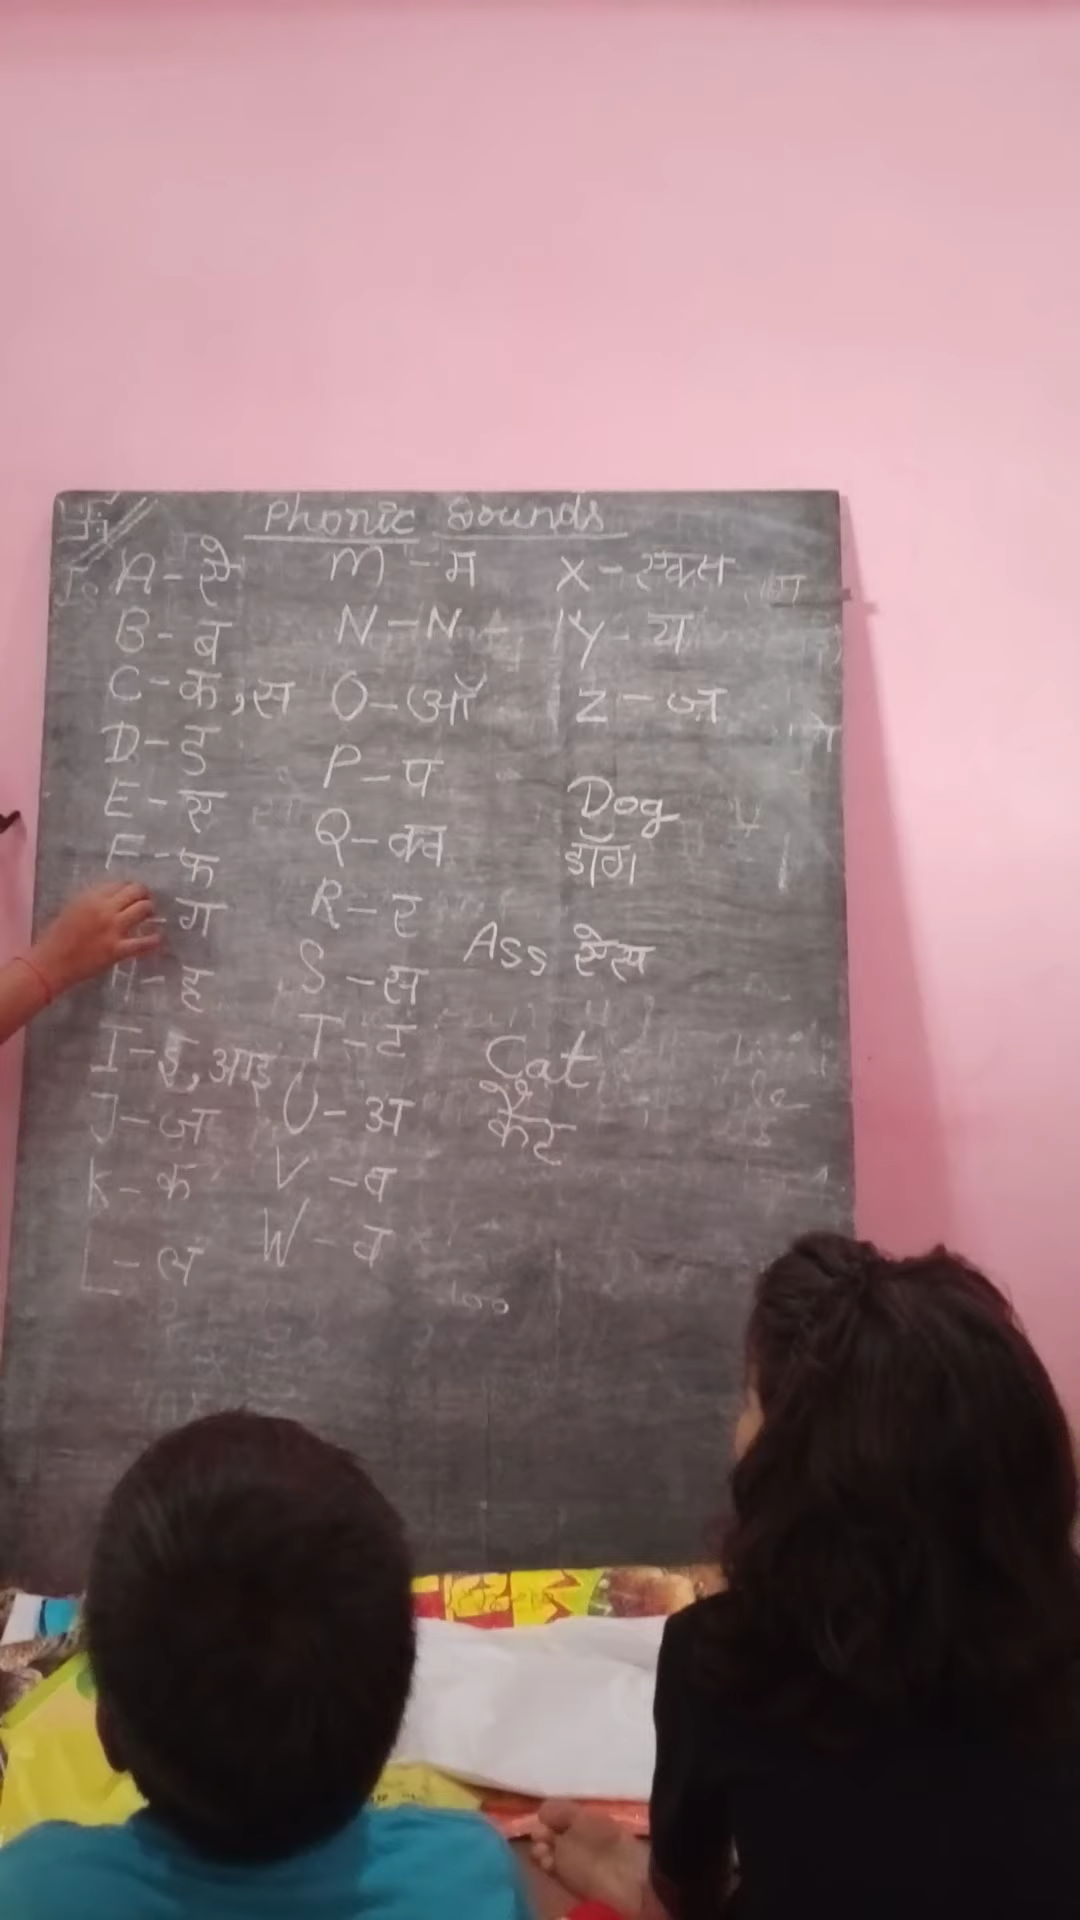 Phonic Sounds
A - ऐ
B - ब
C - क, स
D - ड
E - ए
F - फ
- ग
H - ह
I - इ, आइ
J - ज
K - क
L - ल
M - म
N - N
O - ऑ
P - प
Q - क्व
R - र
S - स
T - ट
U - अ
V - व
W - व
X - एक्स
Y - य
Z - ज़
Dog
डॉग
Ass ऐस
Cat
कैट